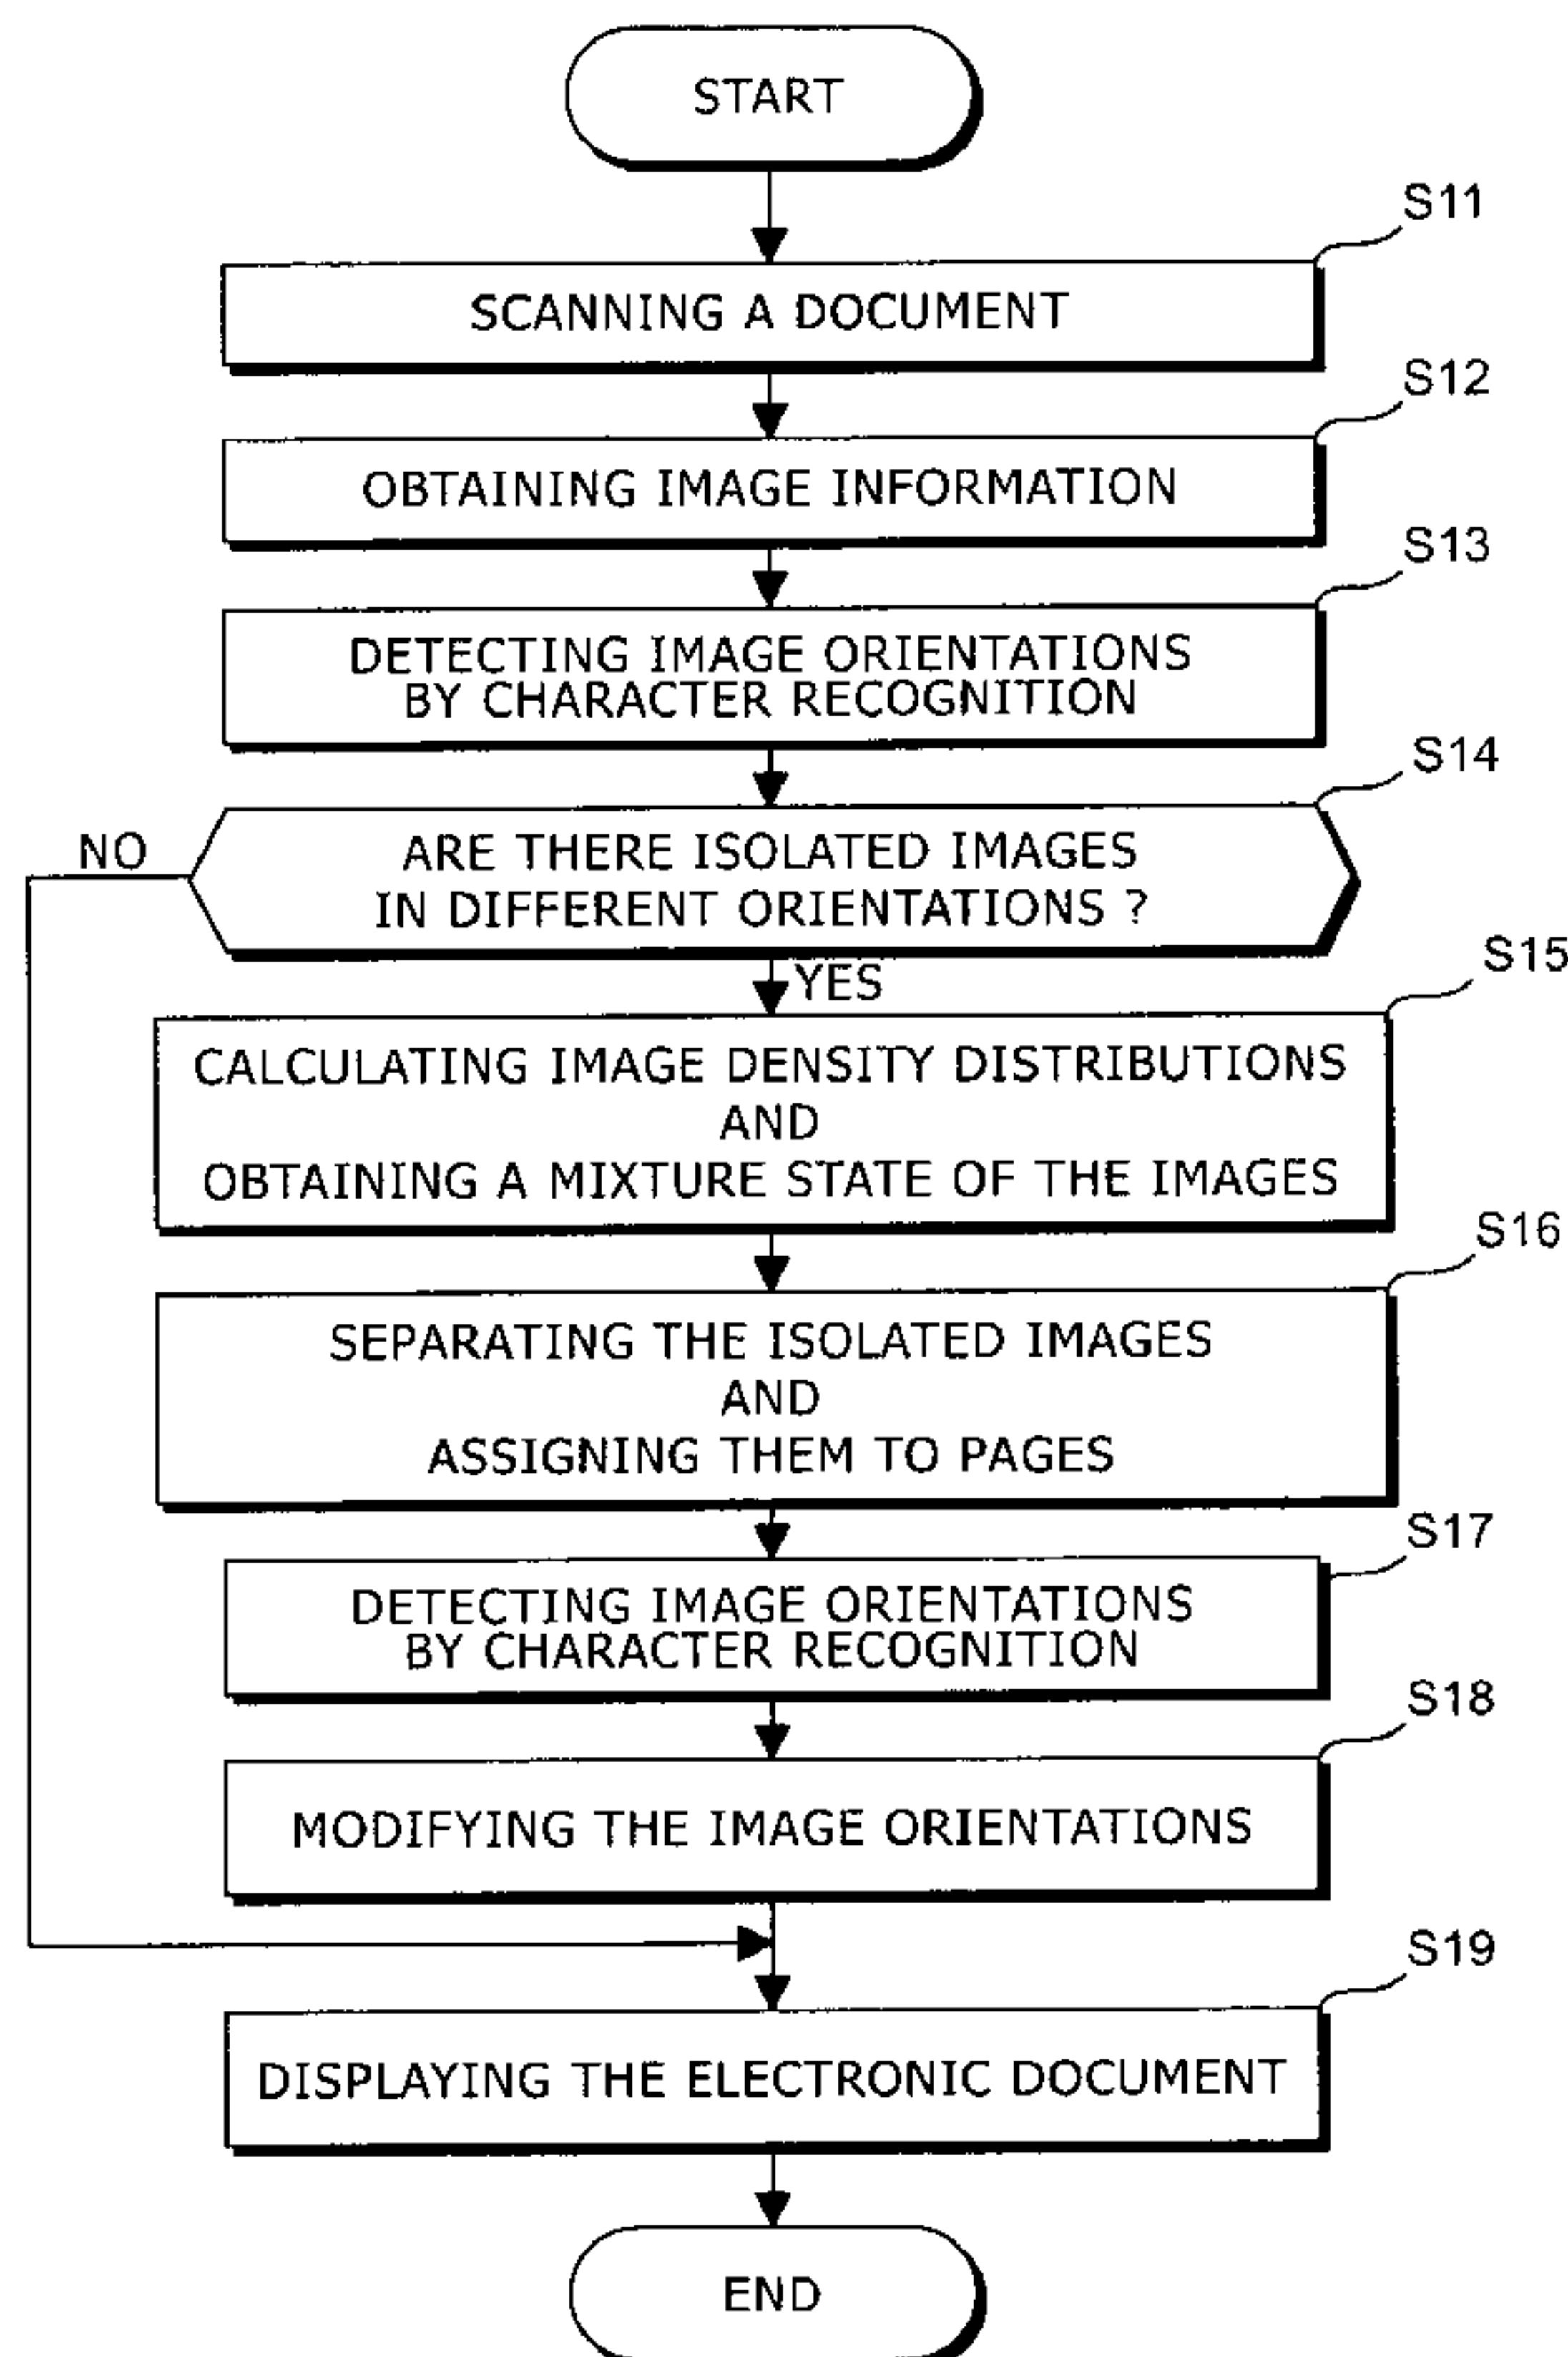 START
S11
SCANNING A DOCUMENT
S12
OBTAINING IMAGE INFORMATION
S13
DETECTING IMAGE ORIENTATIONS
BY CHARACTER RECOGNITION
S14
NO
ARE THERE ISOLATED IMAGES
IN DIFFERENT ORIENTATIONS ?
YES
S15
CALCULATING IMAGE DENSITY DISTRIBUTIONS
AND
OBTAINING A MIXTURE STATE OF THE IMAGES
S16
SEPARATING THE ISOLATED IMAGES
AND
ASSIGNING THEM TO PAGES
S17
DETECTING IMAGE ORIENTATIONS
BY CHARACTER RECOGNITION
S18
MODIFYING THE IMAGE ORIENTATIONS
S19
DISPLAYING THE ELECTRONIC DOCUMENT
END